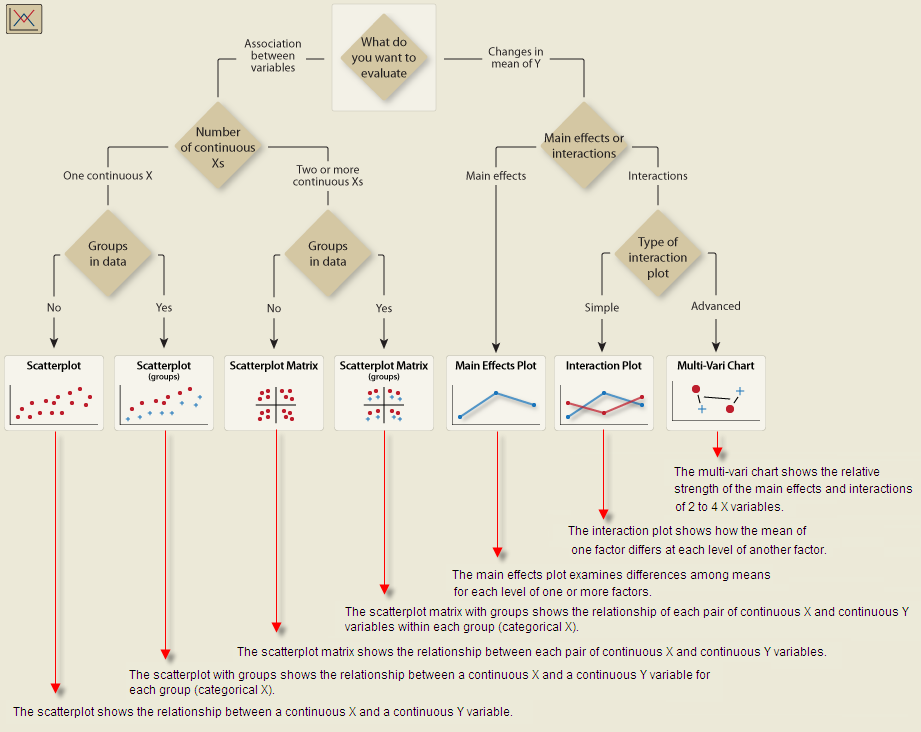 What do
you want to
evaluate
Association
between
variables
Changes in
mean of Y
Number
of continuous
Xs
Main effects or
interactions
One continuous X
Two or more
continuous Xs
Main effects
Interactions
Groups
in data
Groups
in data
Type of
interaction
plot
No
Yes
No
Yes
Simple
Advanced
Scatterplot
Scatterplot
(groups)
Scatterplot Matrix
Scatterplot Matrix
(groups)
Main Effects Plot
Interaction Plot
Multi-Vari Chart
The multi-vari chart shows the relative
strength of the main effects and interactions
of 2 to 4 X variables.
The interaction plot shows how the mean of
one factor differs at each level of another factor.
The main effects plot examines differences among means
for each level of one or more factors.
The scatterplot matrix with groups shows the relationship of each pair of continuous X and continuous Y
variables within each group (categorical X).
The scatterplot matrix shows the relationship between each pair of continuous X and continuous Y variables.
The scatterplot with groups shows the relationship between a continuous X and a continuous Y variable for
each group (categorical X).
The scatterplot shows the relationship between a continuous X and a continuous Y variable.